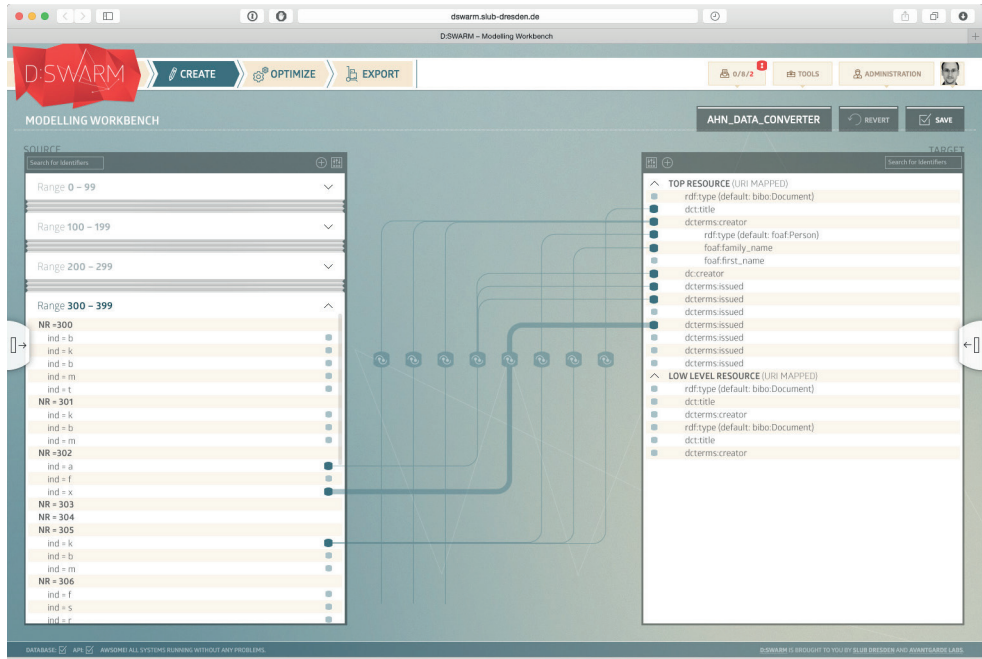 dswarm.slub-dresden.de
D:SWARM – Modelling Workbench
D:SWARM
CREATE
OPTIMIZE
EXPORT
0/8/2
TOOLS
ADMINISTRATION
MODELLING WORKBENCH
AHN_DATA_CONVERTER
REVERT
SAVE
SOURCE
TARGET
Search for Identifiers
Search for Identifiers
Range 0 – 99
Range 100 – 199
Range 200 – 299
Range 300 – 399
NR =300
ind = b
ind = k
ind = b
ind = m
ind = t
NR = 301
ind = k
ind = b
ind = m
NR =302
ind = a
ind = f
ind = x
NR = 303
NR = 304
NR = 305
ind = k
ind = b
ind = m
NR = 306
ind = f
ind = s
ind = r
TOP RESOURCE (URI MAPPED)
rdf:type (default: bibo:Document)
dct:title
dcterms:creator
rdf:type (default: foaf:Person)
foaf:family_name
foaf:first_name
dc:creator
dcterms:issued
dcterms:issued
dcterms:issued
dcterms:issued
dcterms:issued
dcterms:issued
dcterms:issued
LOW LEVEL RESOURCE (URI MAPPED)
rdf:type (default: bibo:Document)
dct:title
dcterms:creator
rdf:type (default: bibo:Document)
dct:title
dcterms:creator
DATABASE: API: AWSOME! ALL SYSTEMS RUNNING WITHOUT ANY PROBLEMS.
D:SWARM IS BROUGHT TO YOU BY SLUB DRESDEN AND AVANTGARDE LABS